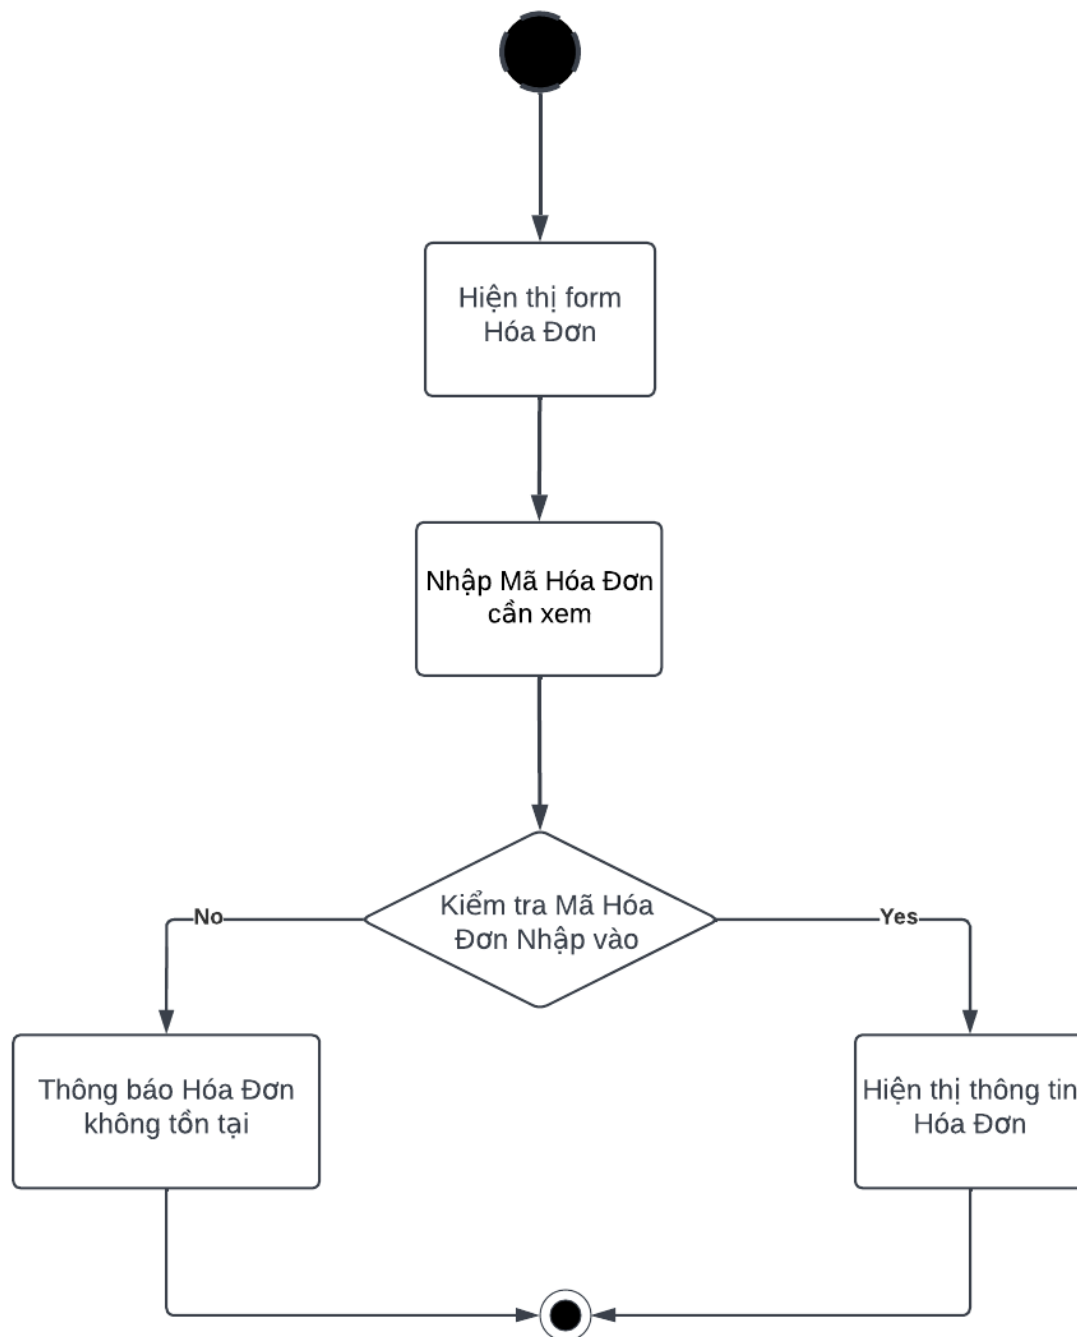 Hiện thị form
Hóa Đơn
Nhập Mã Hóa Đơn
cần xem
Kiểm tra Mã Hóa
Đơn Nhập vào
No
Yes
Thông báo Hóa Đơn
không tồn tại
Hiện thị thông tin
Hóa Đơn